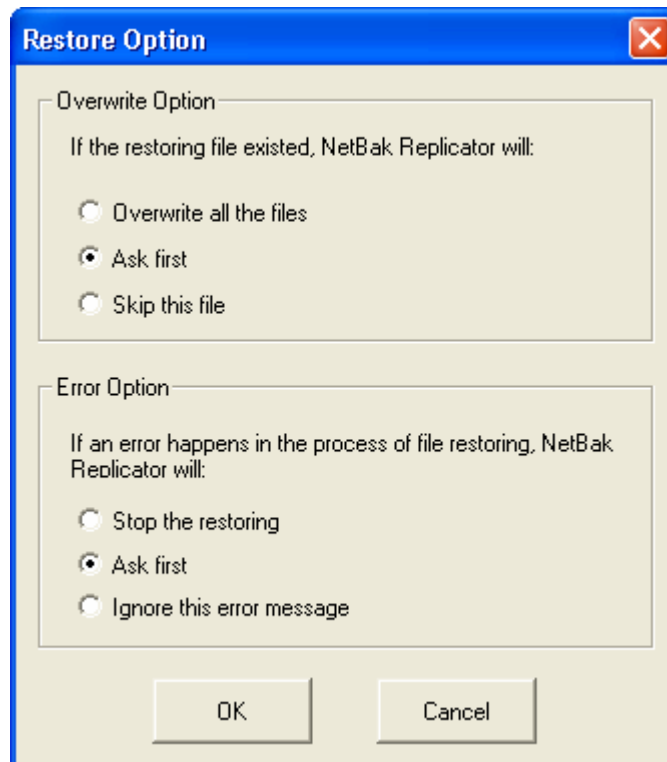 Restore Option
Overwrite Option
If the restoring file existed, NetBak Replicator will:
Overwrite all the files
Ask first
Skip this file
Error Option
If an error happens in the process of file restoring, NetBak
Replicator will:
Stop the restoring
Ask first
Ignore this error message
OK
Cancel